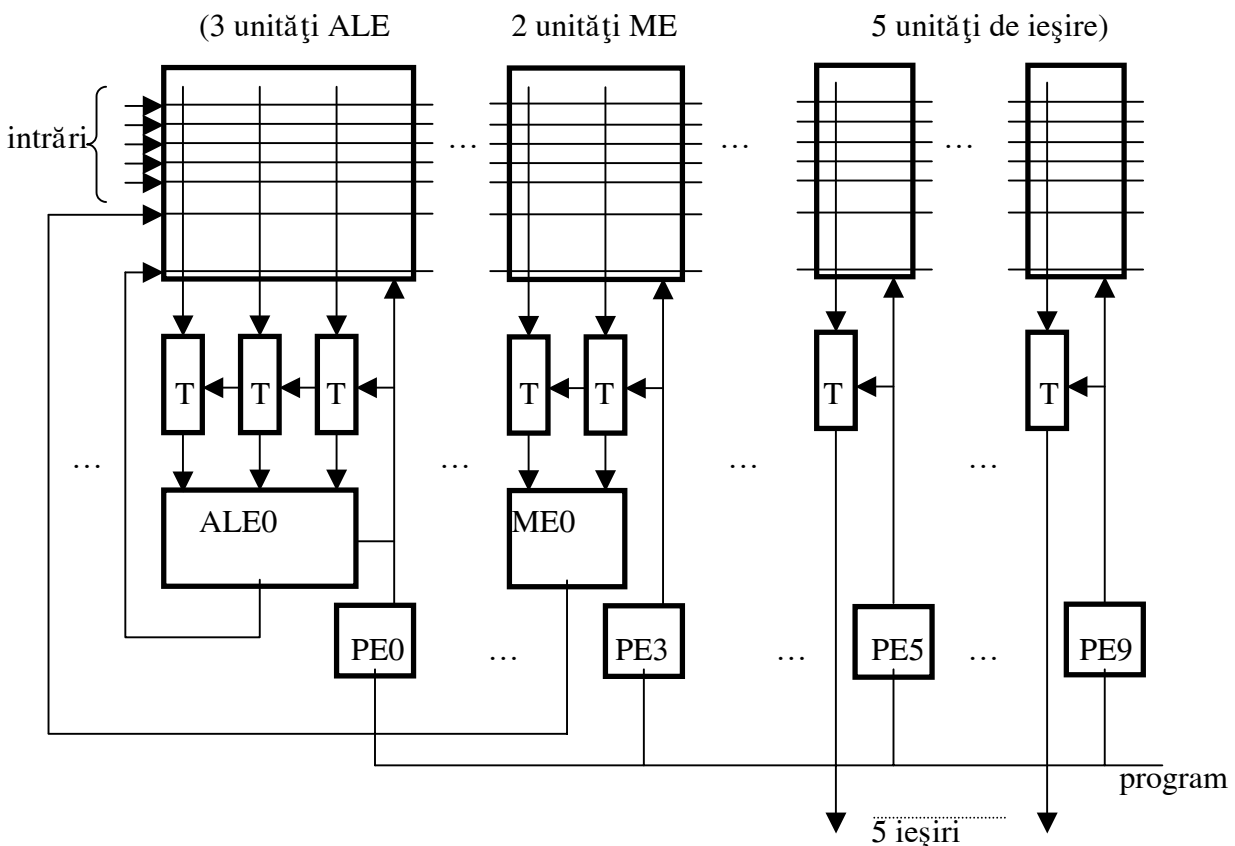 (3 unităţi ALE 2 unităţi ME 5 unităţi de ieşire)
intrări
… … …
T T T T T T T
… … … …
ALE0 ME0
PE0 … PE3 … PE5 … PE9
program
5 ieşiri